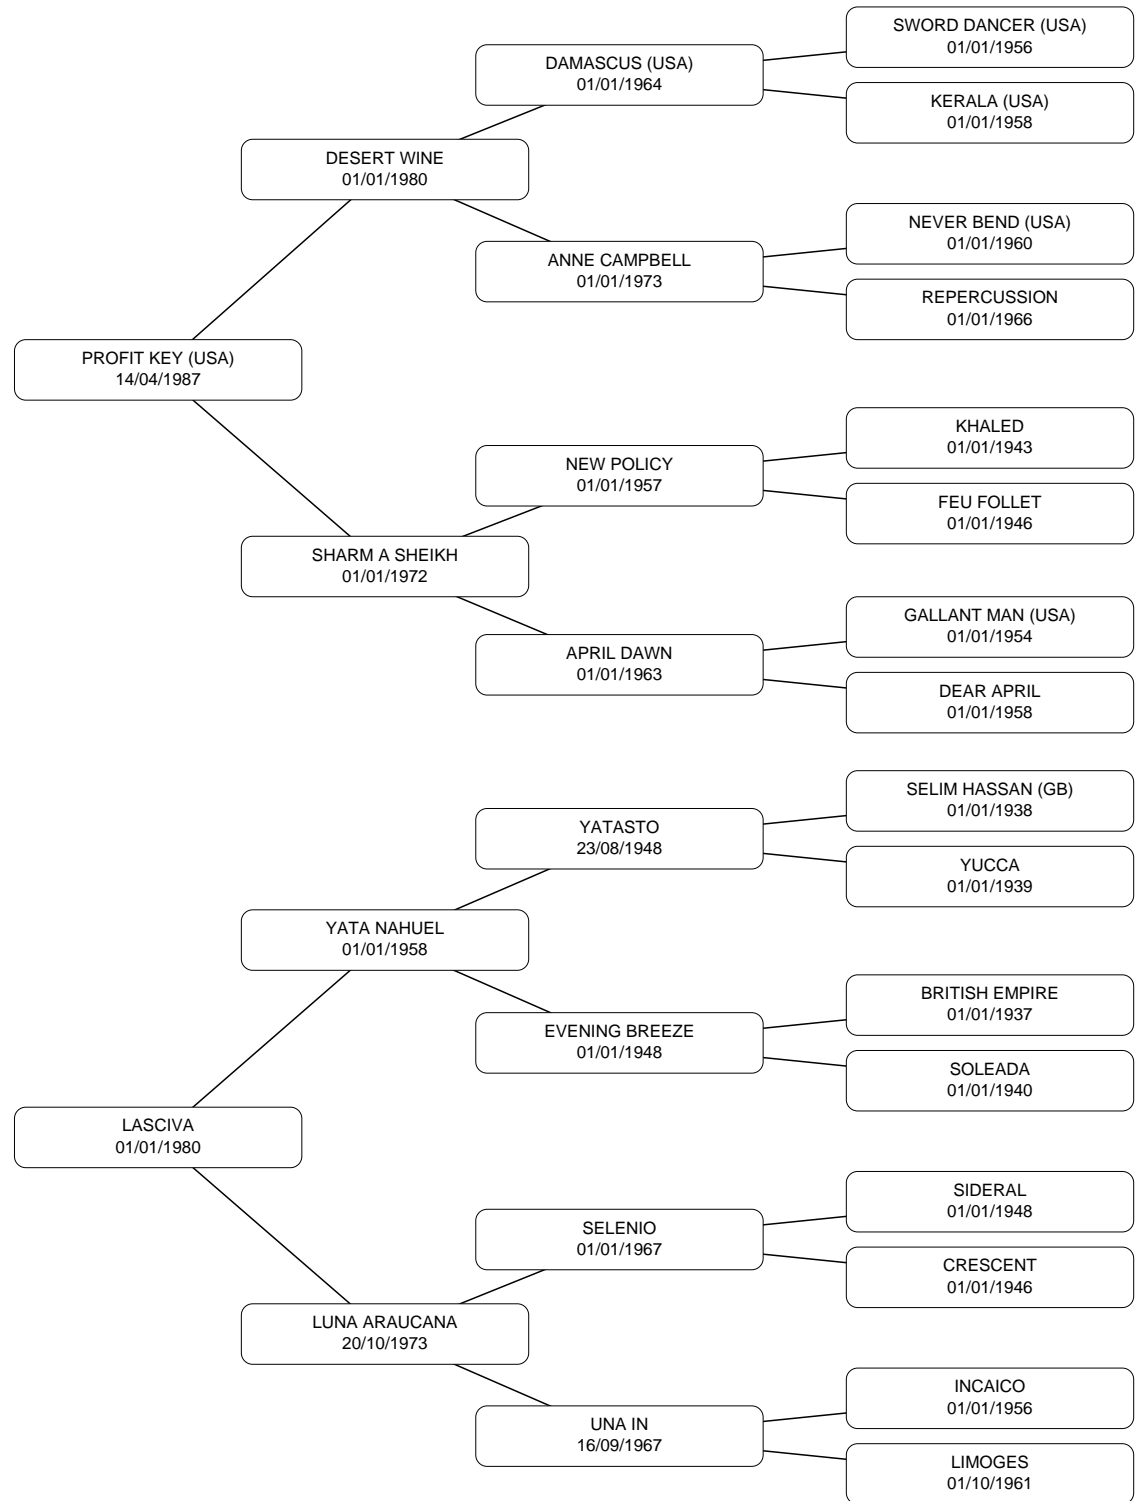 SWORD DANCER (USA)
01/01/1956
DAMASCUS (USA)
01/01/1964
KERALA (USA)
01/01/1958
DESERT WINE
01/01/1980
NEVER BEND (USA)
01/01/1960
ANNE CAMPBELL
01/01/1973
REPERCUSSION
01/01/1966
PROFIT KEY (USA)
14/04/1987
KHALED
01/01/1943
NEW POLICY
01/01/1957
FEU FOLLET
01/01/1946
SHARM A SHEIKH
01/01/1972
GALLANT MAN (USA)
01/01/1954
APRIL DAWN
01/01/1963
DEAR APRIL
01/01/1958
SELIM HASSAN (GB)
01/01/1938
YATASTO
23/08/1948
YUCCA
01/01/1939
YATA NAHUEL
01/01/1958
BRITISH EMPIRE
01/01/1937
EVENING BREEZE
01/01/1948
SOLEADA
01/01/1940
LASCIVA
01/01/1980
SIDERAL
01/01/1948
SELENIO
01/01/1967
CRESCENT
01/01/1946
LUNA ARAUCANA
20/10/1973
INCAICO
01/01/1956
UNA IN
16/09/1967
LIMOGES
01/10/1961